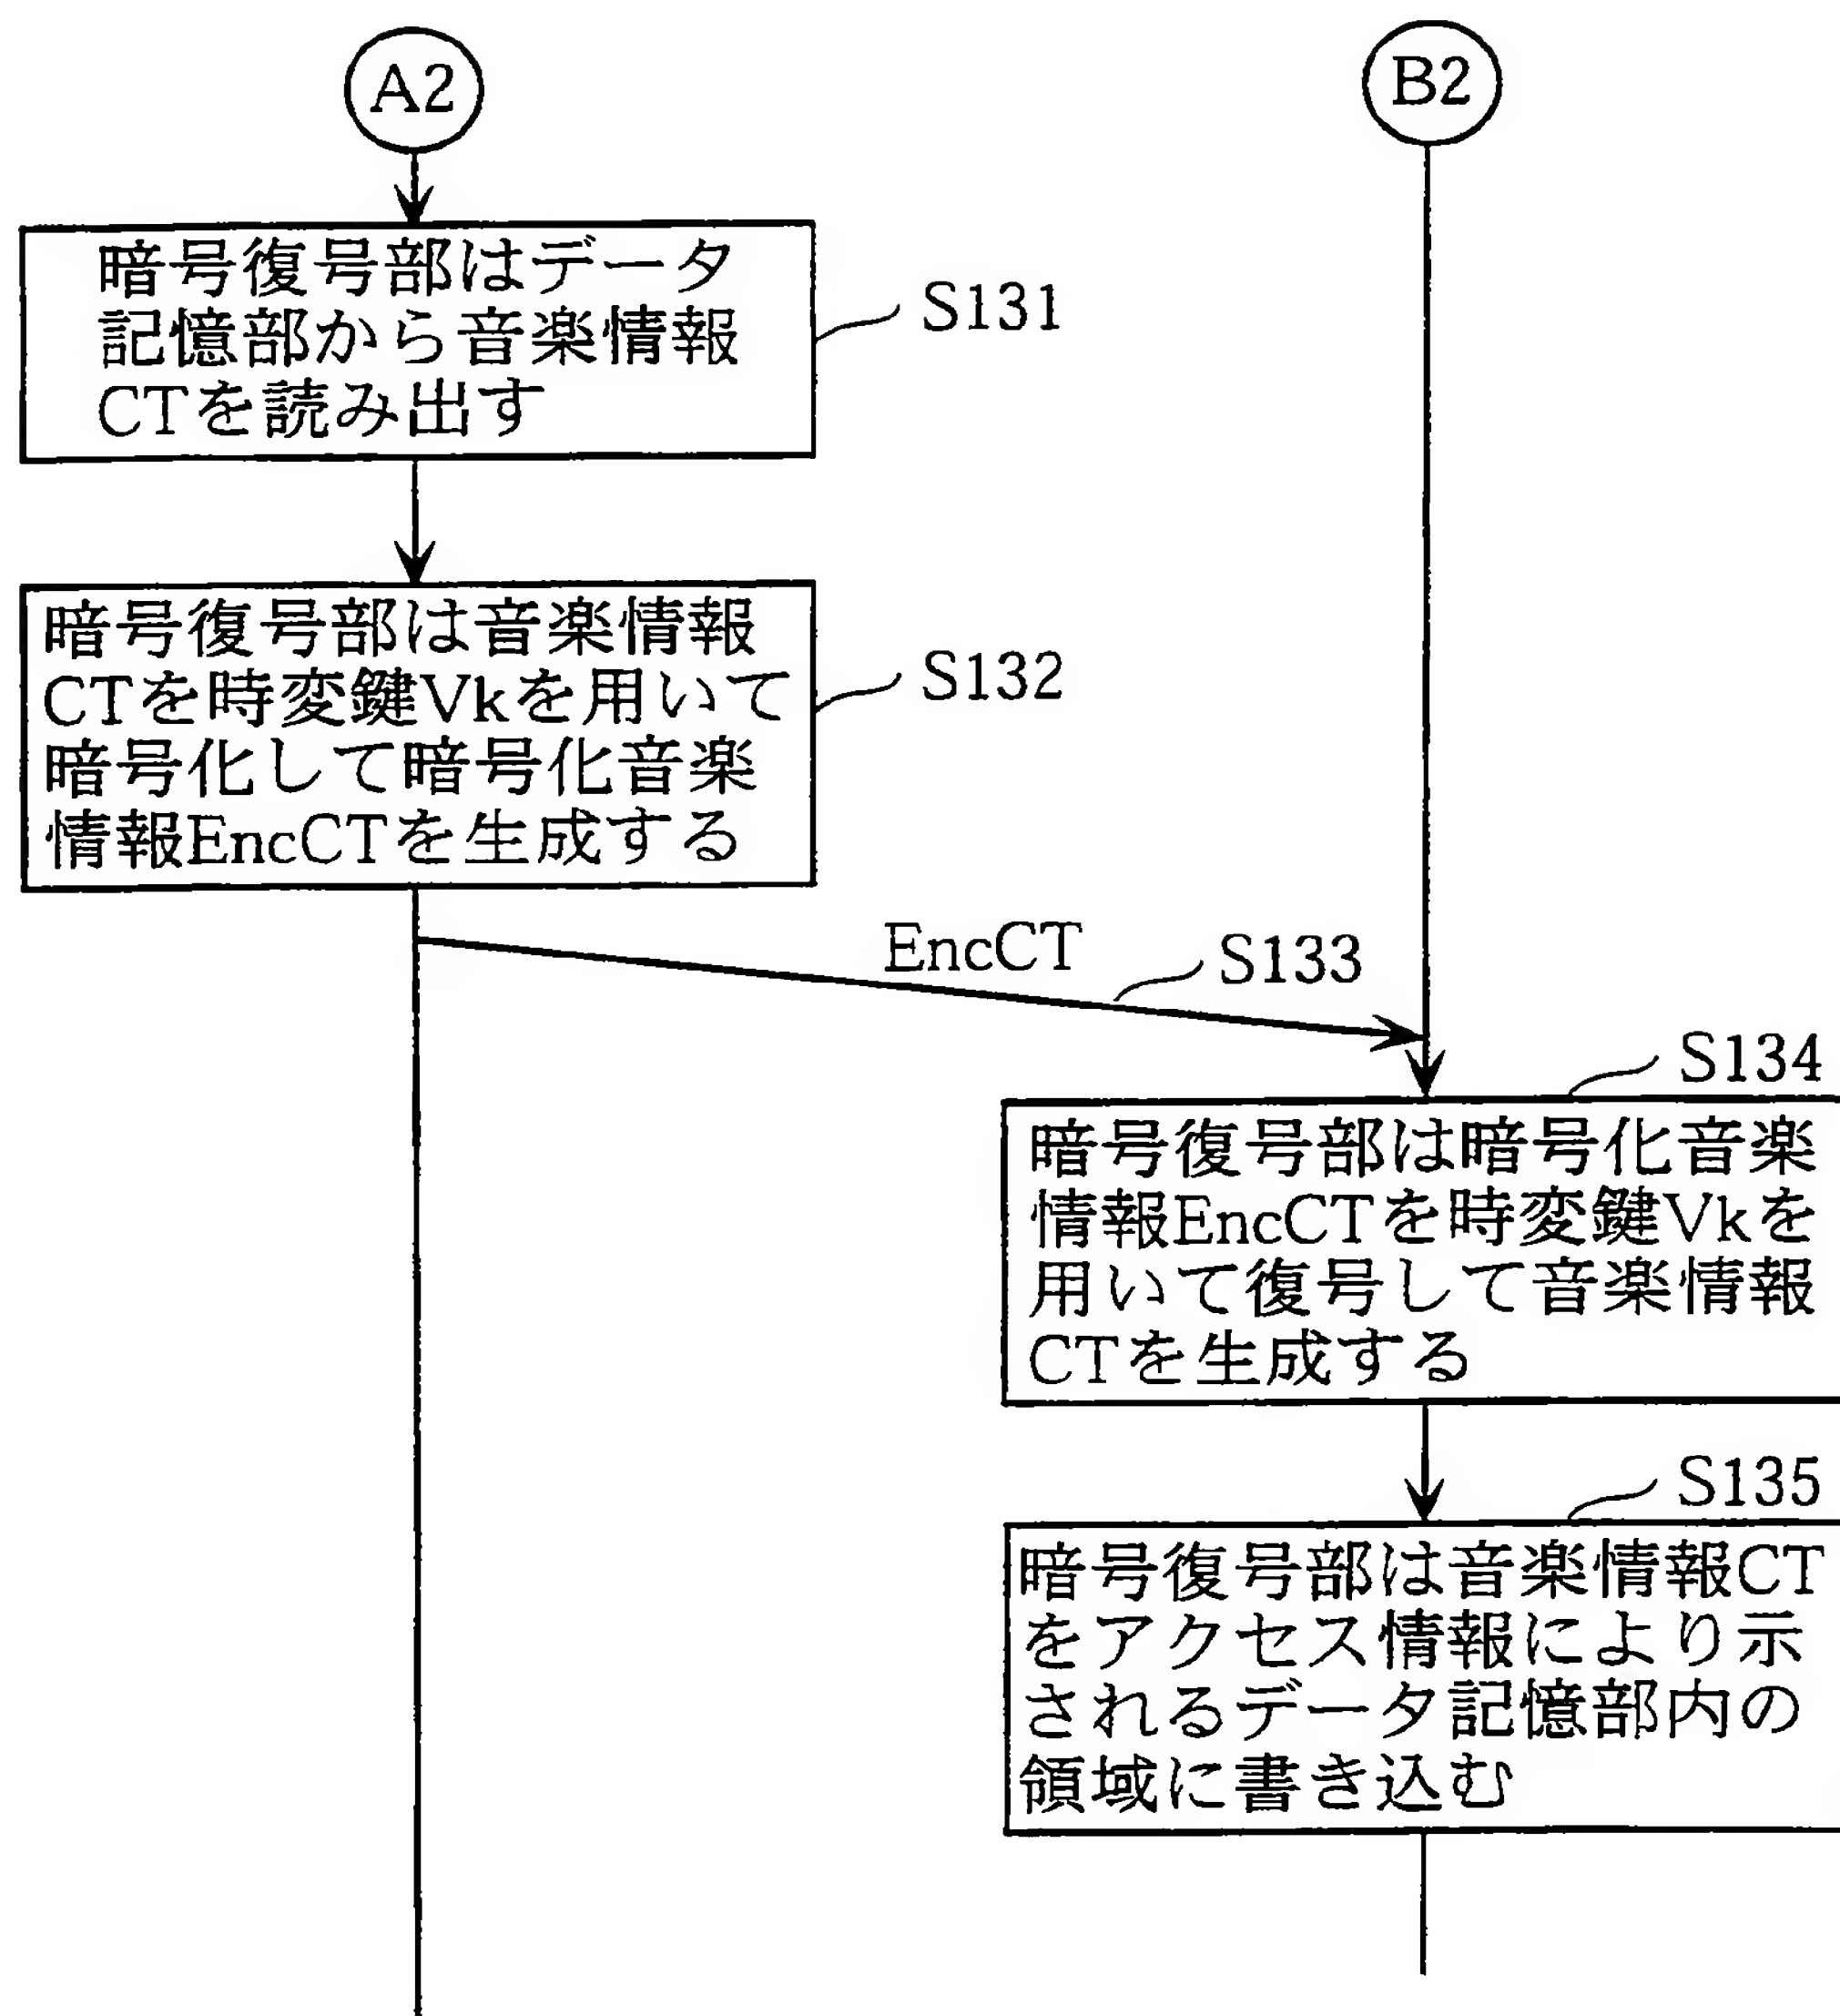 A2
B2
暗号復号部はデータ
記憶部から音楽情報
CTを読み出す
S131
暗号復号部は音楽情報
CTを時変鍵Vkを用いて
暗号化して暗号化音楽
情報EncCTを生成する
S132
EncCT
S133
S134
暗号復号部は暗号化音楽
情報EncCTを時変鍵Vkを
用いて復号して音楽情報
CTを生成する
S135
暗号復号部は音楽情報CT
をアクセス情報により示
されるデータ記憶部内の
領域に書き込む